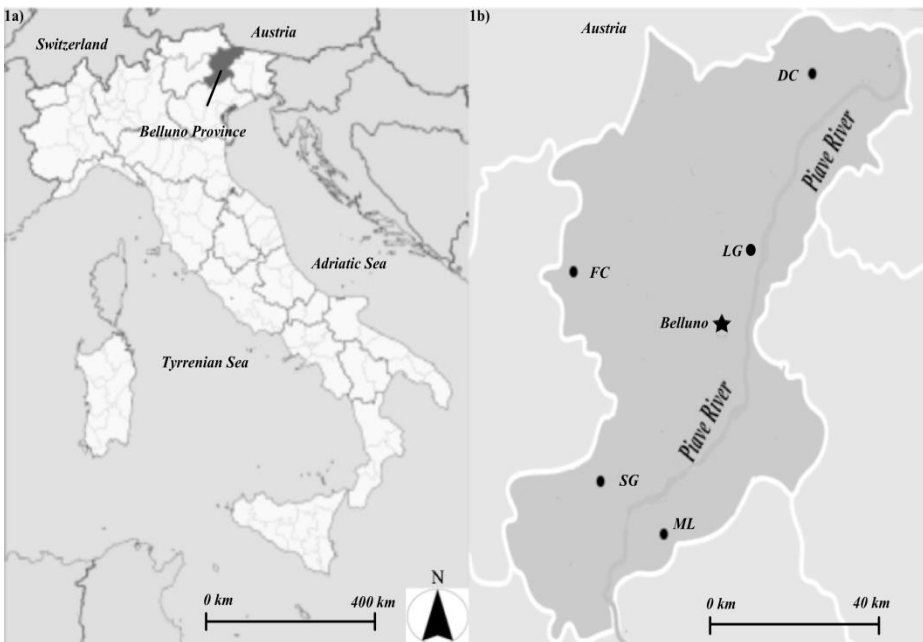 1a)
Switzerland
Austria
Belluno Province
Adriatic Sea
Tyrrenian Sea
0 km
400 km
N
1b)
Austria
DC
Piave River
LG
FC
Belluno
Piave River
SG
ML
0 km
40 km